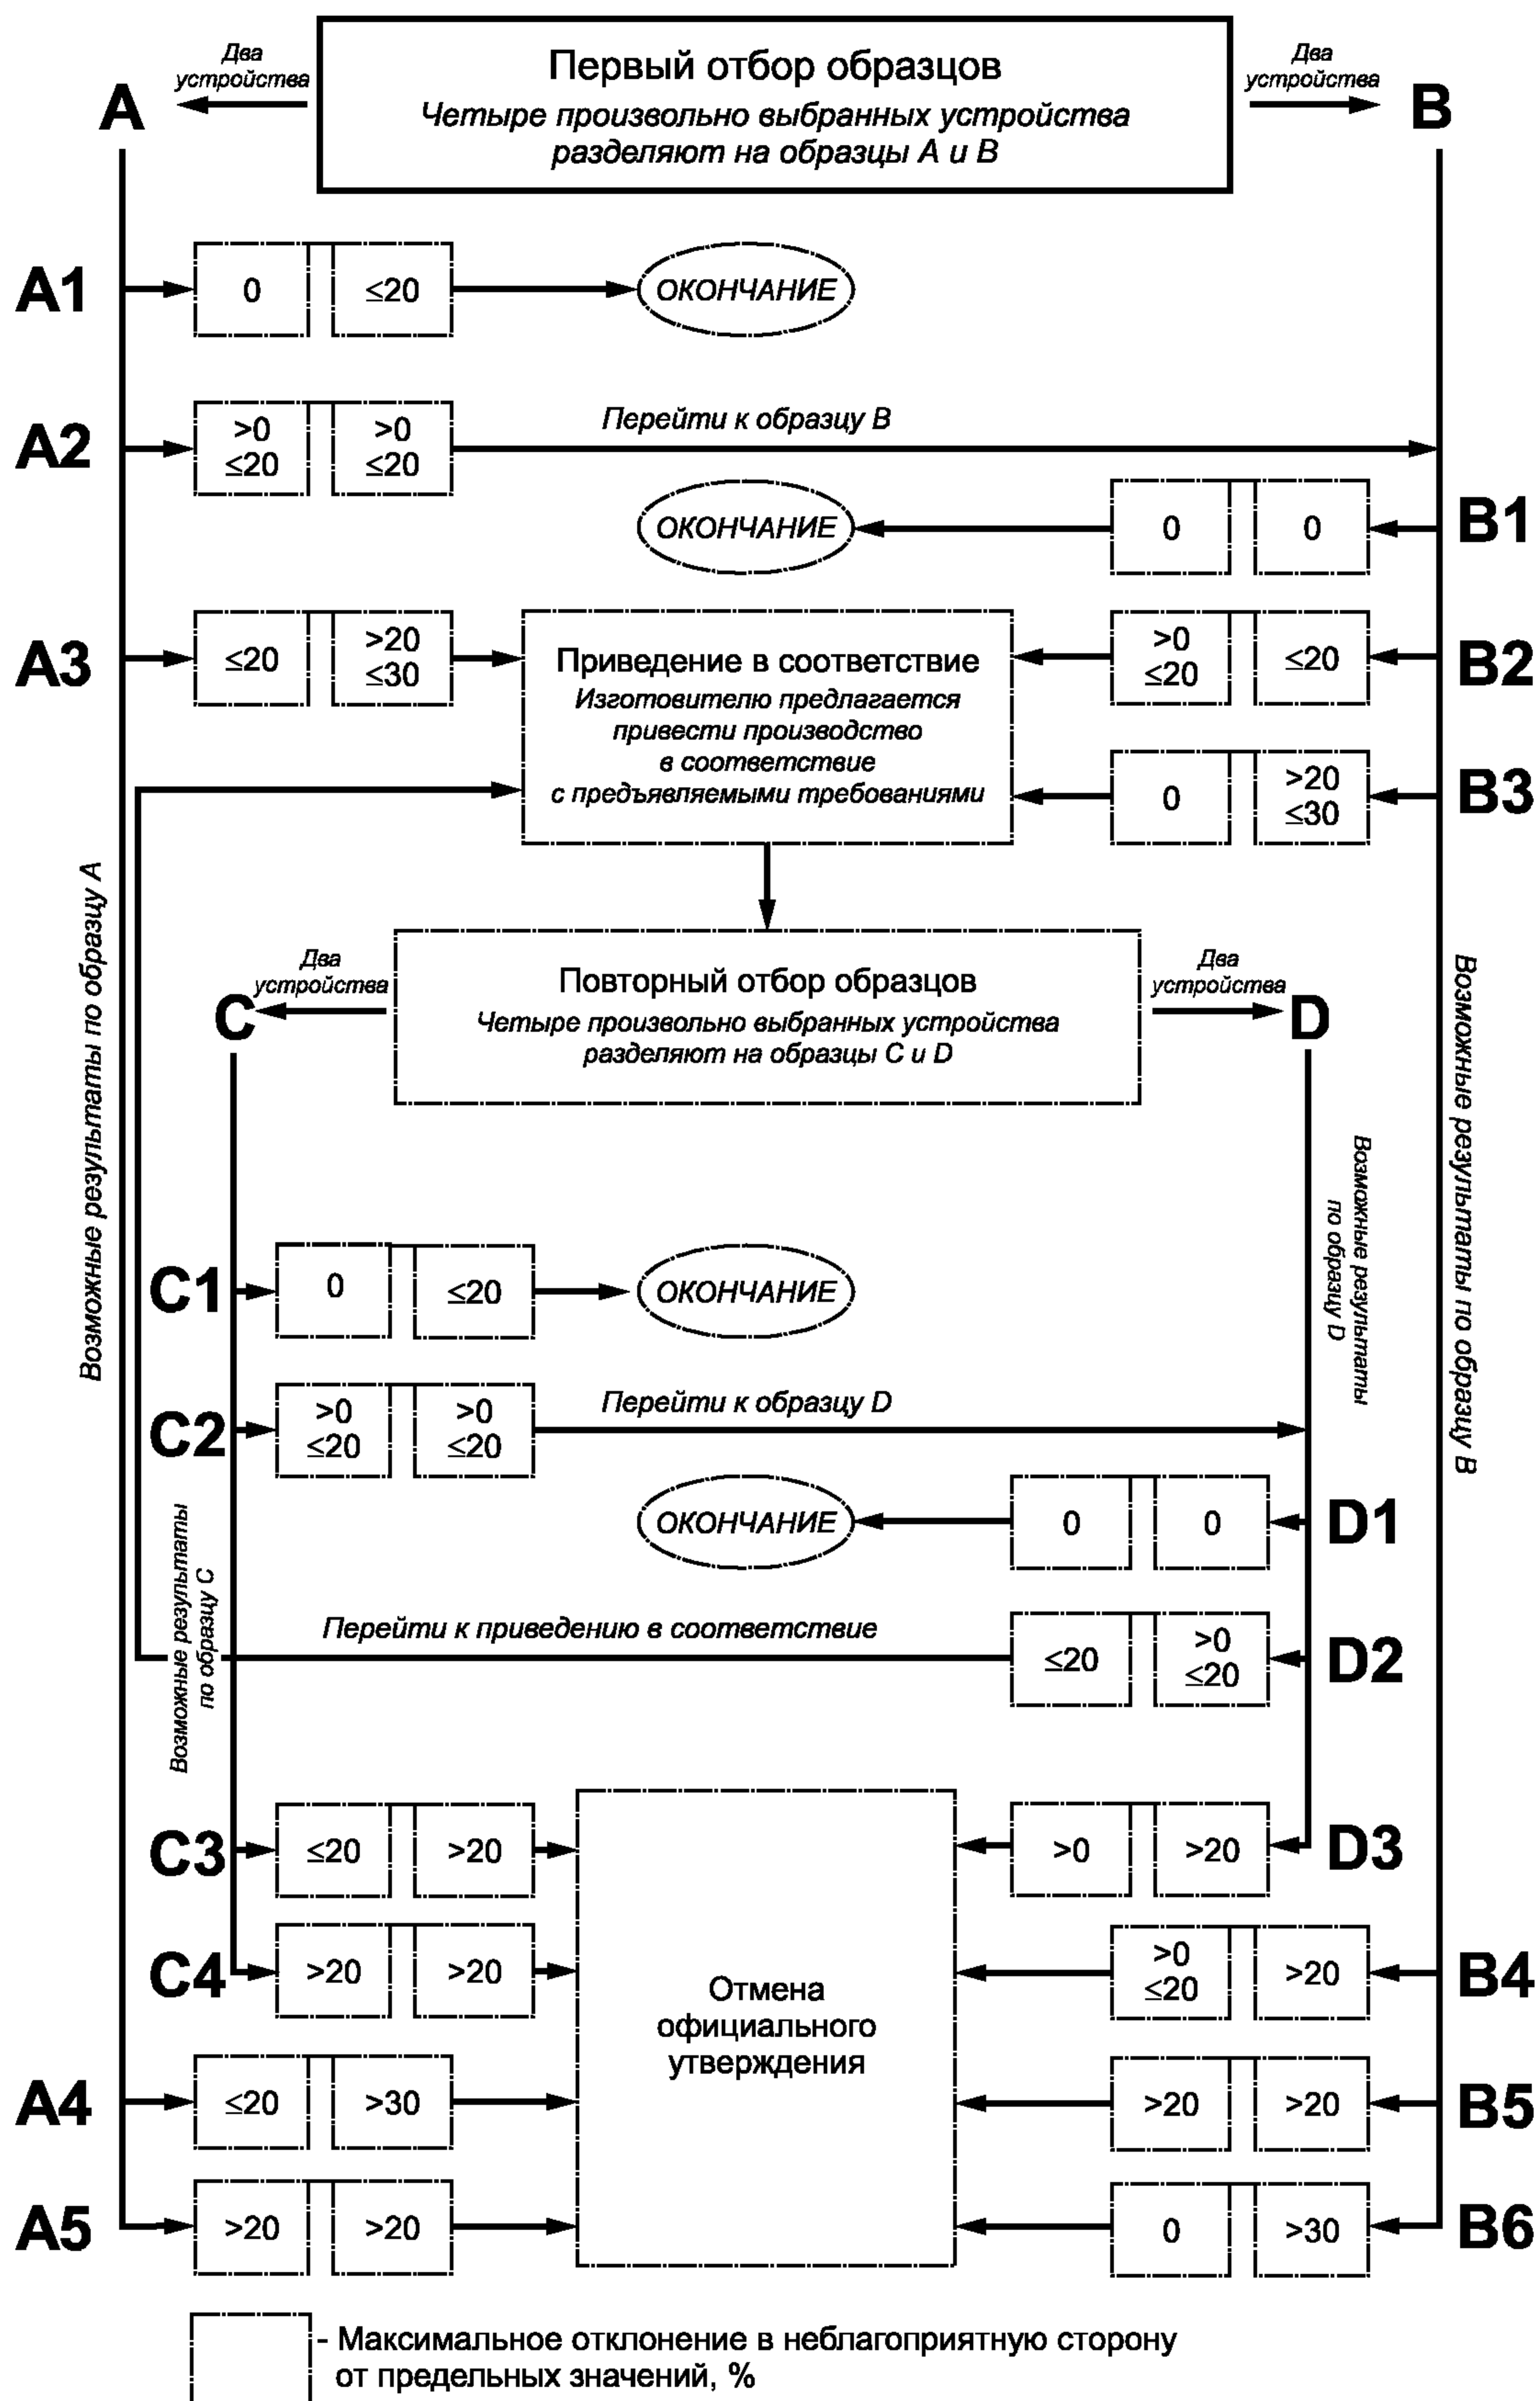 Два
устройства
A
Первый отбор образцов
Четыре произвольно выбранных устройства
разделяют на образцы A и B
Два
устройства
B
A1
0
≤20
ОКОНЧАНИЕ
A2
>0
≤20
>0
≤20
Перейти к образцу B
ОКОНЧАНИЕ
0
0
B1
A3
≤20
>20
≤30
Приведение в соответствие
Изготовителю предлагается
привести производство
в соответствие
с предъявляемыми требованиями
>0
≤20
≤20
B2
0
>20
≤30
B3
Возможные результаты по образцу A
Возможные результаты по образцу B
Два
устройства
C
Повторный отбор образцов
Четыре произвольно выбранных устройства
разделяют на образцы C и D
Два
устройства
D
Возможные результаты
по образцу D
C1
0
≤20
ОКОНЧАНИЕ
C2
>0
≤20
>0
≤20
Перейти к образцу D
ОКОНЧАНИЕ
0
0
D1
Возможные результаты
по образцу C
Перейти к приведению в соответствие
≤20
>0
≤20
D2
C3
≤20
>20
>0
>20
D3
C4
>20
>20
Отмена
официального
утверждения
>0
≤20
>20
B4
A4
≤20
>30
>20
>20
B5
A5
>20
>20
0
>30
B6
- Максимальное отклонение в неблагоприятную сторону
от предельных значений, %